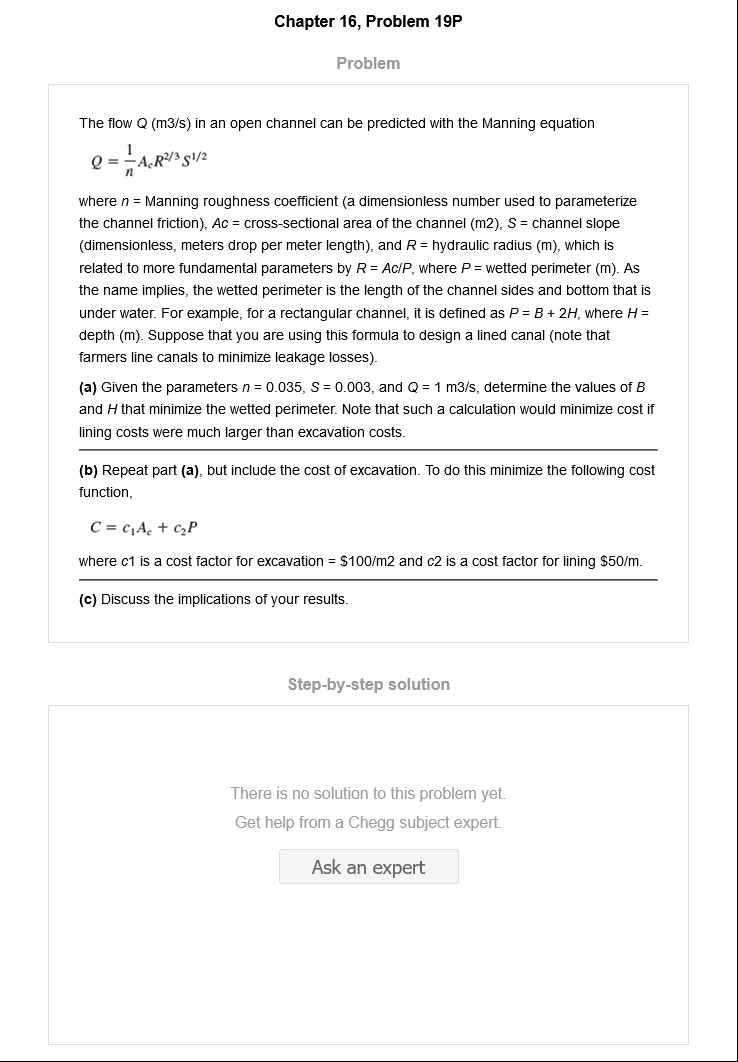 Chapter 16, Problem 19P
Problem
The flow Q (m3/s) in an open channel can be predicted with the Manning equation
Q = 1/n A_c R^2/3 S^1/2
where n = Manning roughness coefficient (a dimensionless number used to parameterize
the channel friction), Ac = cross-sectional area of the channel (m2), S = channel slope
(dimensionless, meters drop per meter length), and R = hydraulic radius (m), which is
related to more fundamental parameters by R = Ac/P, where P = wetted perimeter (m). As
the name implies, the wetted perimeter is the length of the channel sides and bottom that is
under water. For example, for a rectangular channel, it is defined as P = B + 2H, where H =
depth (m). Suppose that you are using this formula to design a lined canal (note that
farmers line canals to minimize leakage losses).
(a) Given the parameters n = 0.035, S = 0.003, and Q = 1 m3/s, determine the values of B
and H that minimize the wetted perimeter. Note that such a calculation would minimize cost if
lining costs were much larger than excavation costs.
(b) Repeat part (a), but include the cost of excavation. To do this minimize the following cost
function,
C = c₁A_c + c₂P
where c1 is a cost factor for excavation = $100/m2 and c2 is a cost factor for lining $50/m.
(c) Discuss the implications of your results.
Step-by-step solution
There is no solution to this problem yet.
Get help from a Chegg subject expert.
Ask an expert